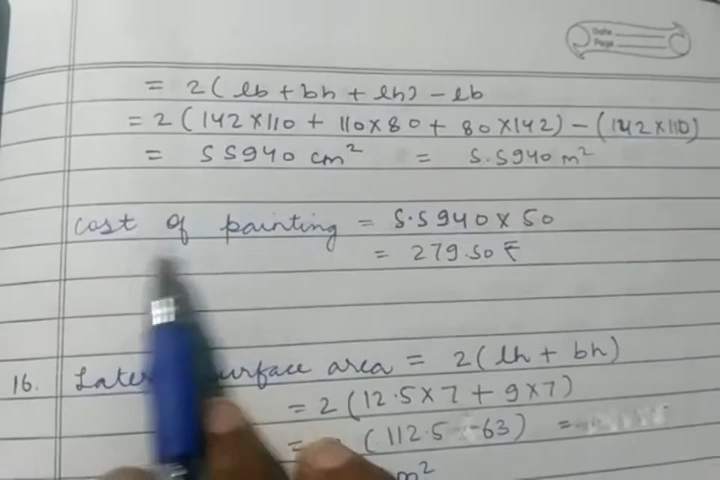 Date
Page
= 2(lb + bh + lh) - lb
= 2(142×110 + 110×80 + 80×142) - (142×110)
= 55940 cm² = 5.5940 m²
cost of painting = 5.5940 × 50
= 279.50 ₹
16. Later urface area = 2(lh + bh)
= 2(12.5×7 + 9×7)
= (112.5 63) =
m²